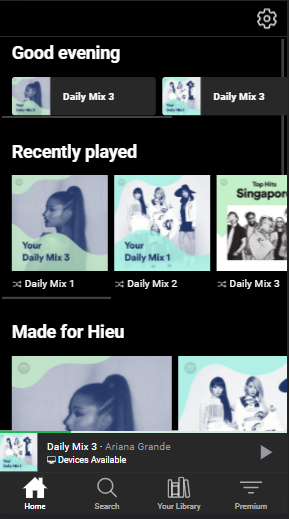 Good evening
Daily Mix 3
Daily Mix 3
Recently played
Your
Daily Mix 3
Your
Daily Mix 1
Top Hits
Singapor
Daily Mix 1
Daily Mix 2
Daily Mix 3
Made for Hieu
Daily Mix 3 · Ariana Grande
Devices Available
Home
Search
Your Library
Premium